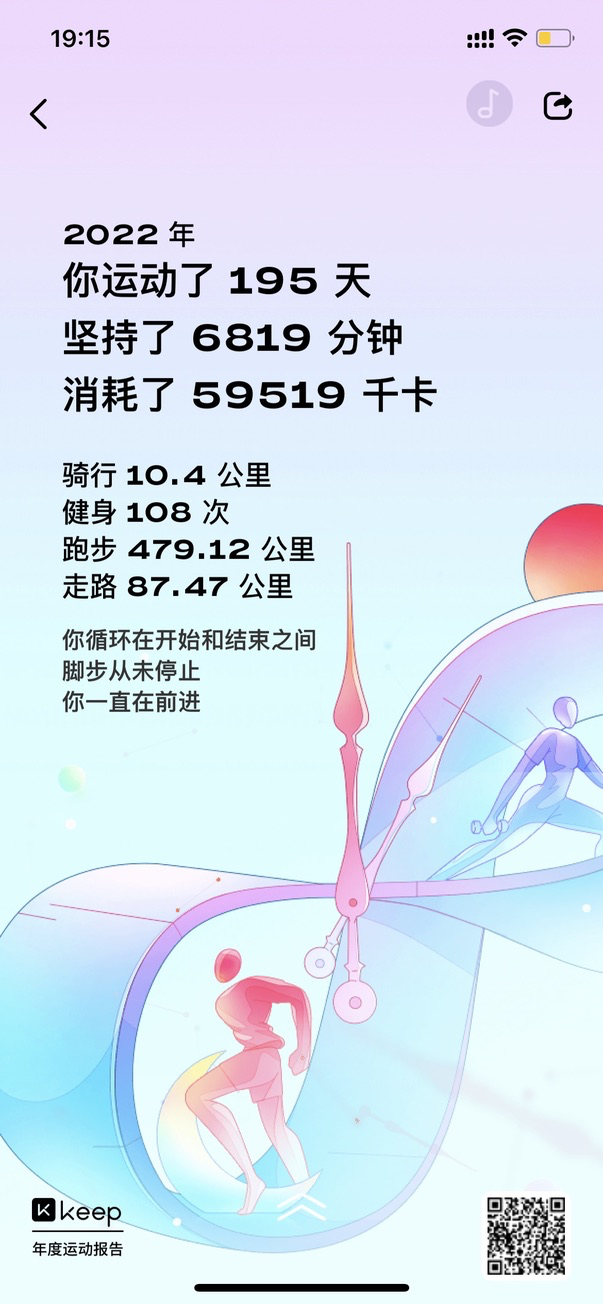 19:15
2022 年
你运动了 195 天
坚持了 6819 分钟
消耗了 59519 千卡
骑行 10.4 公里
健身 108 次
跑步 479.12 公里
走路 87.47 公里
你循环在开始和结束之间
脚步从未停止
你一直在前进
keep
年度运动报告